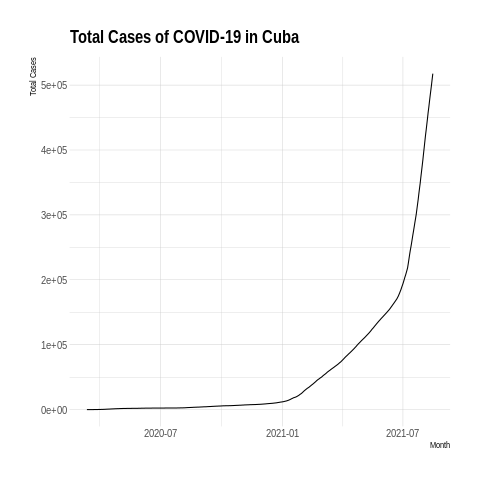 Total Cases of COVID-19 in Cuba
Total Cases
5e+05
4e+05
3e+05
2e+05
1e+05
0e+00
2020-07 2021-01 2021-07
Month